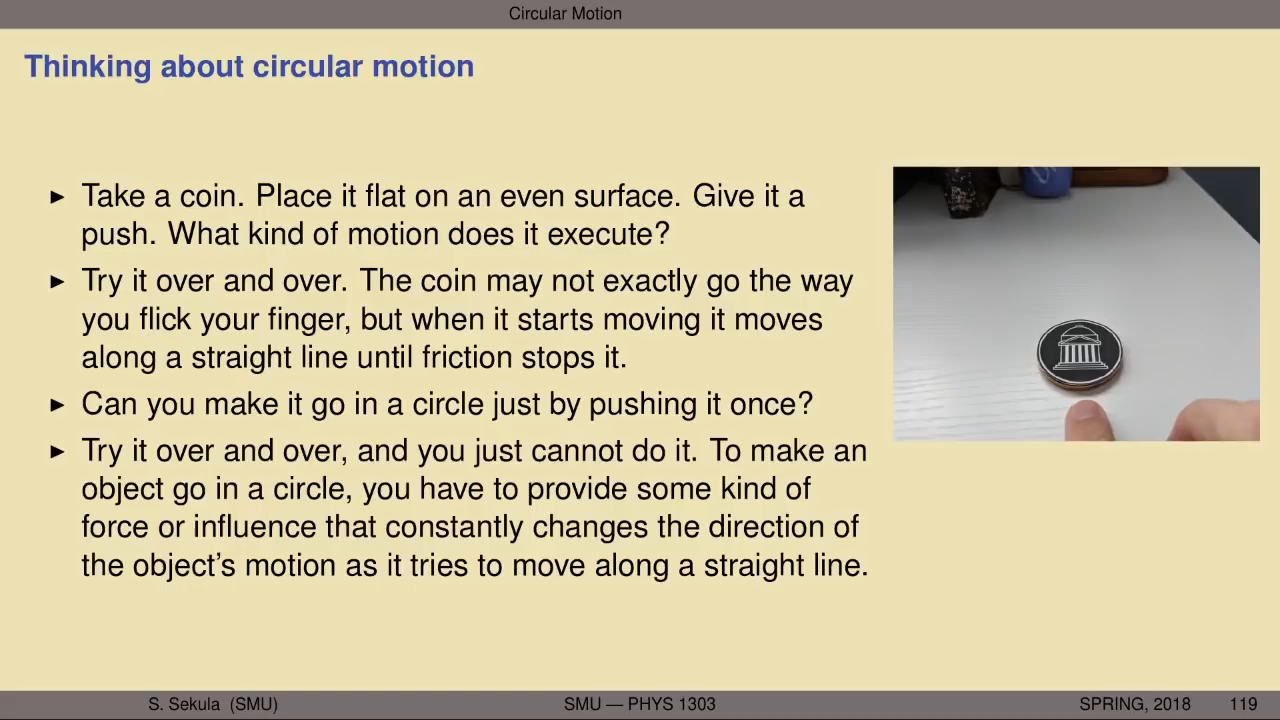 Circular Motion
Thinking about circular motion
▶ Take a coin. Place it flat on an even surface. Give it a
push. What kind of motion does it execute?
▶ Try it over and over. The coin may not exactly go the way
you flick your finger, but when it starts moving it moves
along a straight line until friction stops it.
▶ Can you make it go in a circle just by pushing it once?
▶ Try it over and over, and you just cannot do it. To make an
object go in a circle, you have to provide some kind of
force or influence that constantly changes the direction of
the object's motion as it tries to move along a straight line.
S. Sekula (SMU) SMU — PHYS 1303 SPRING, 2018 119